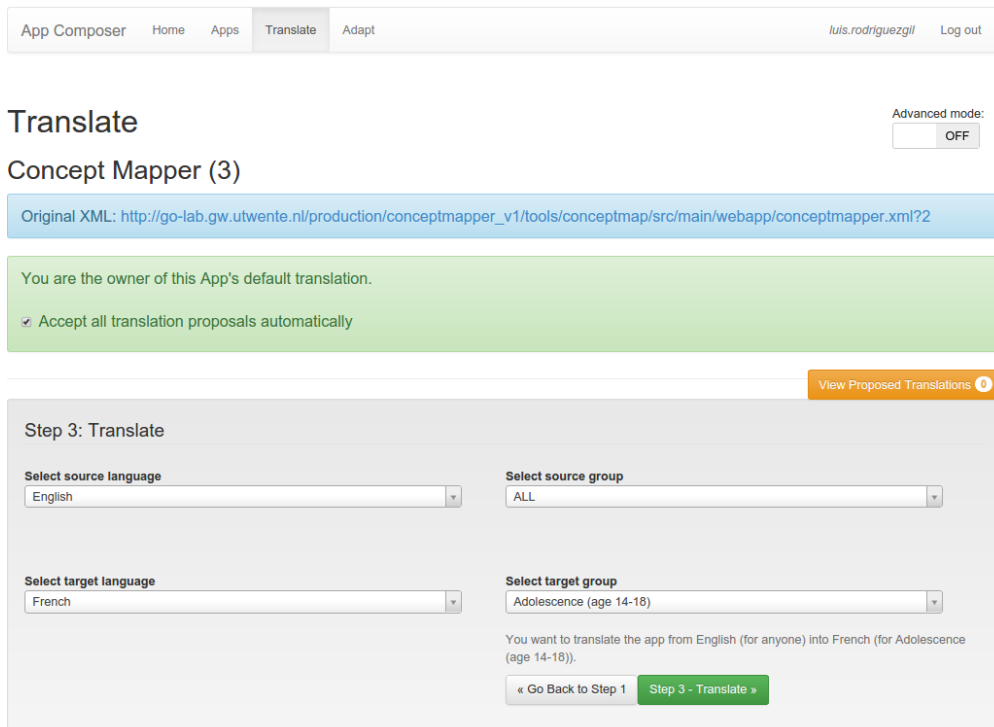 App Composer Home Apps Translate Adapt luis.rodriguezgil Log out
Translate
Advanced mode:
OFF
Concept Mapper (3)
Original XML: http://go-lab.gw.utwente.nl/production/conceptmapper_v1/tools/conceptmap/src/main/webapp/conceptmapper.xml?2
You are the owner of this App's default translation.
Accept all translation proposals automatically
View Proposed Translations 0
Step 3: Translate
Select source language Select source group
English ALL
Select target language Select target group
French Adolescence (age 14-18)
You want to translate the app from English (for anyone) into French (for Adolescence
(age 14-18)).
« Go Back to Step 1 Step 3 - Translate »